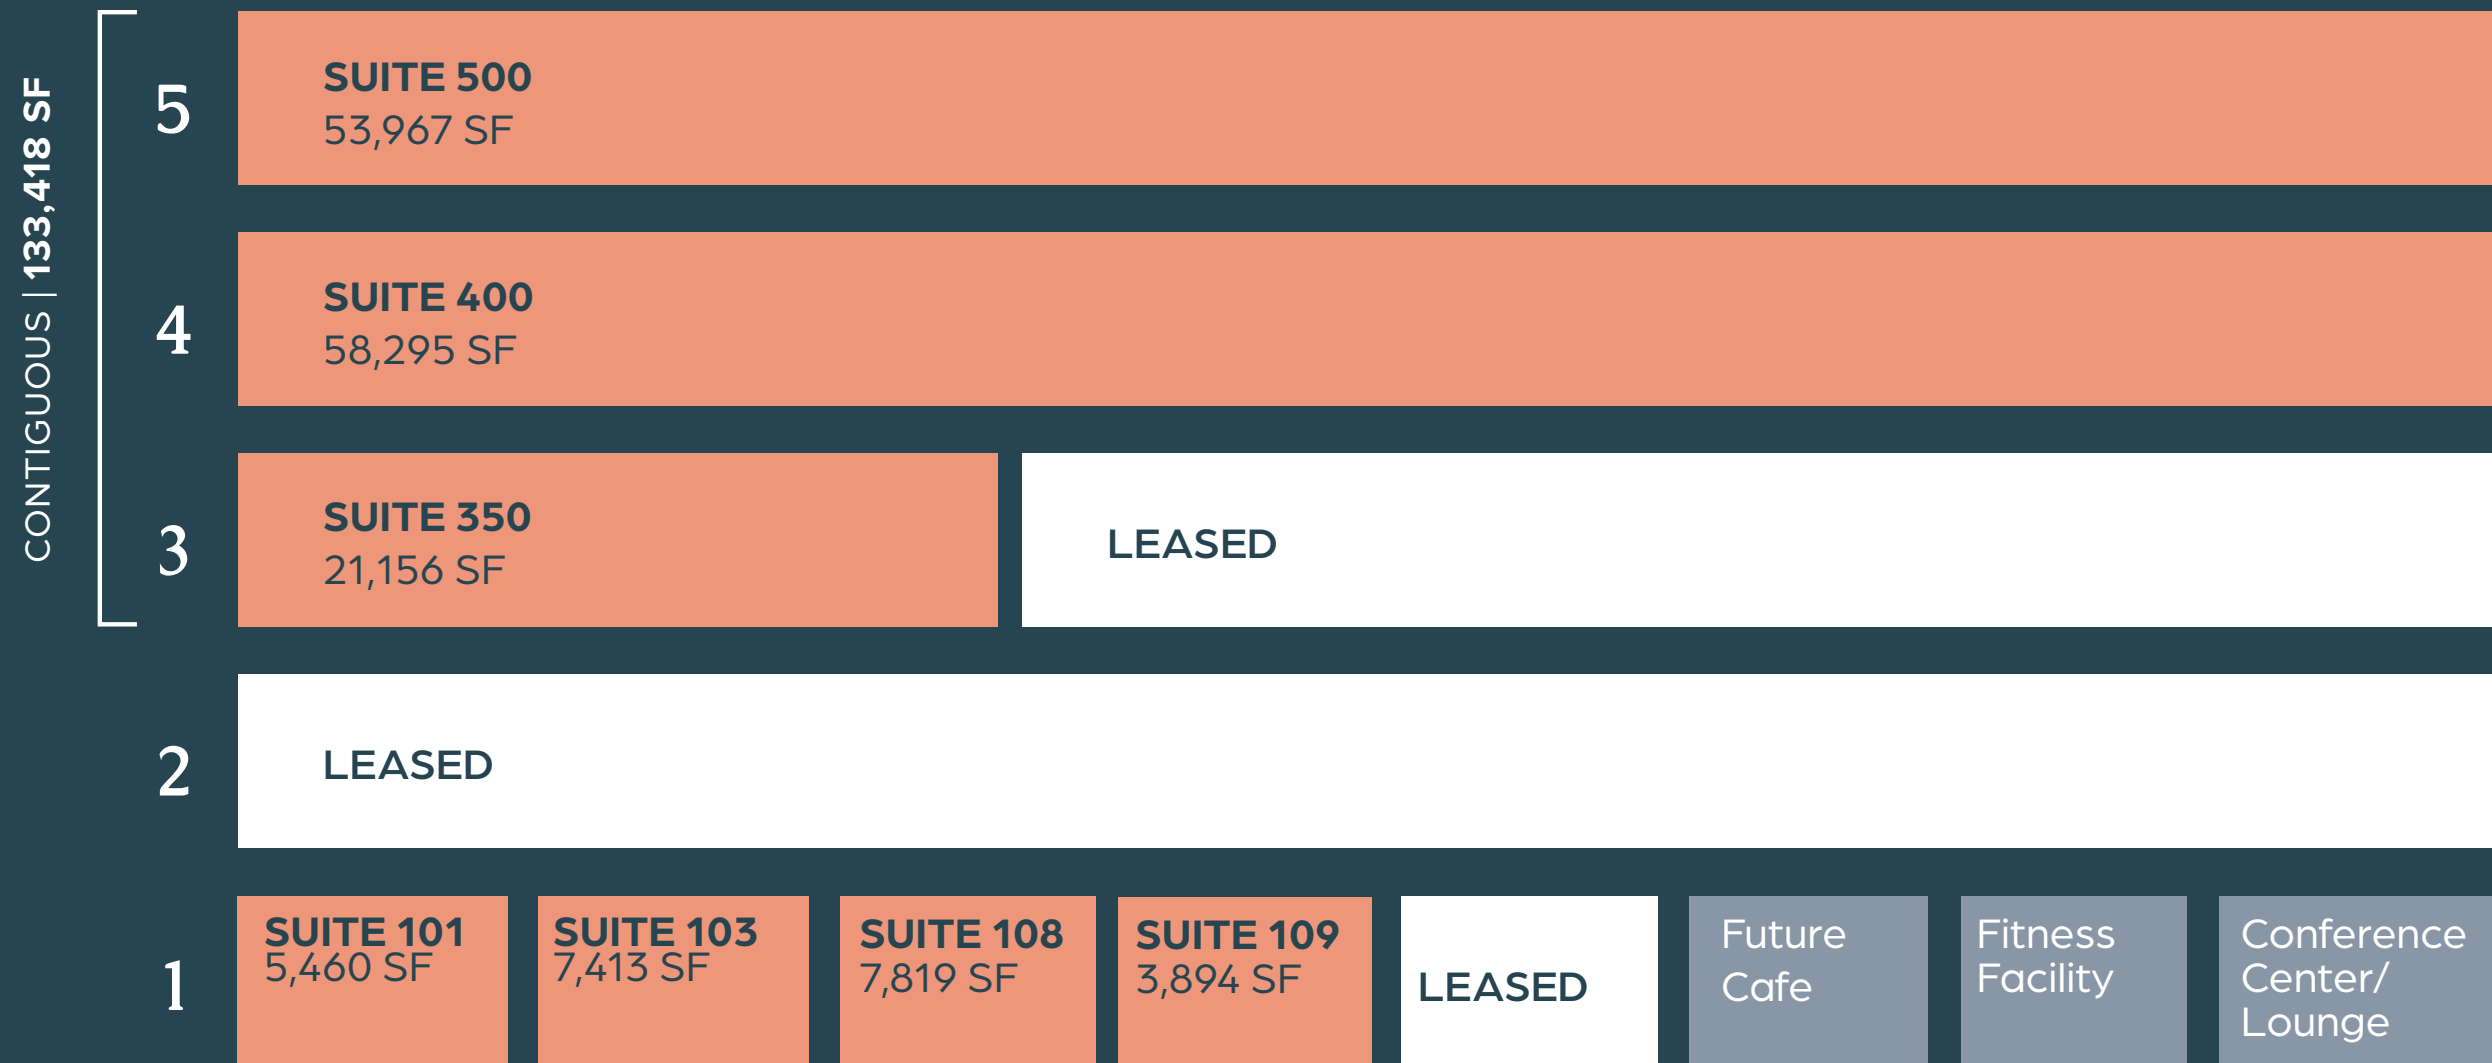 CONTIGUOUS | 133,418 SF
5
SUITE 500
53,967 SF
4
SUITE 400
58,295 SF
3
SUITE 350
21,156 SF
LEASED
2
LEASED
1
SUITE 101
5,460 SF
SUITE 103
7,413 SF
SUITE 108
7,819 SF
SUITE 109
3,894 SF
LEASED
Future
Cafe
Fitness
Facility
Conference
Center/
Lounge